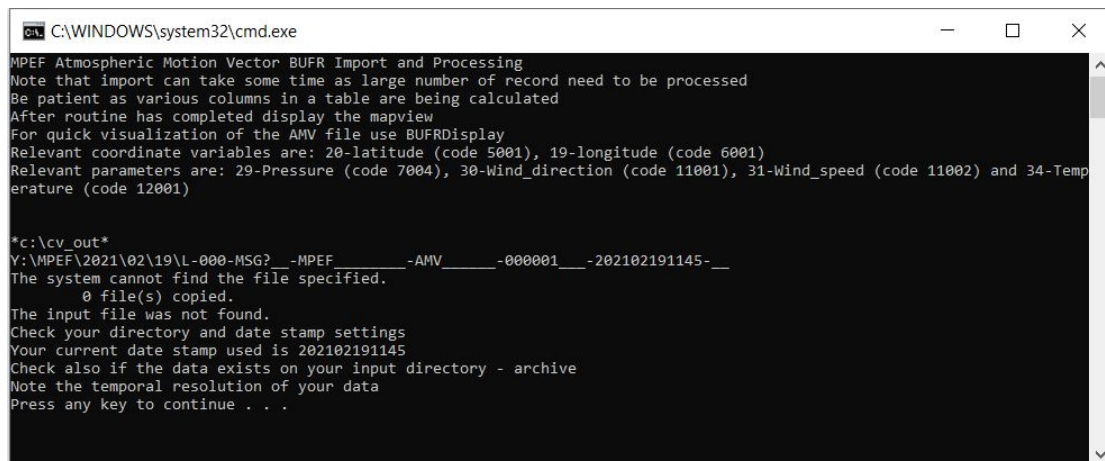 C:\WINDOWS\system32\cmd.exe
MPEF Atmospheric Motion Vector BUFR Import and Processing
Note that import can take some time as large number of record need to be processed
Be patient as various columns in a table are being calculated
After routine has completed display the mapview
For quick visualization of the AMV file use BUFRDisplay
Relevant coordinate variables are: 20-latitude (code 5001), 19-longitude (code 6001)
Relevant parameters are: 29-Pressure (code 7004), 30-Wind_direction (code 11001), 31-Wind_speed (code 11002) and 34-Temp
erature (code 12001)
*c:\cv_out*
Y:\MPEF\2021\02\19\L-000-MSG?__-MPEF________-AMV______-000001___-202102191145-__
The system cannot find the file specified.
        0 file(s) copied.
The input file was not found.
Check your directory and date stamp settings
Your current date stamp used is 202102191145
Check also if the data exists on your input directory - archive
Note the temporal resolution of your data
Press any key to continue . . .